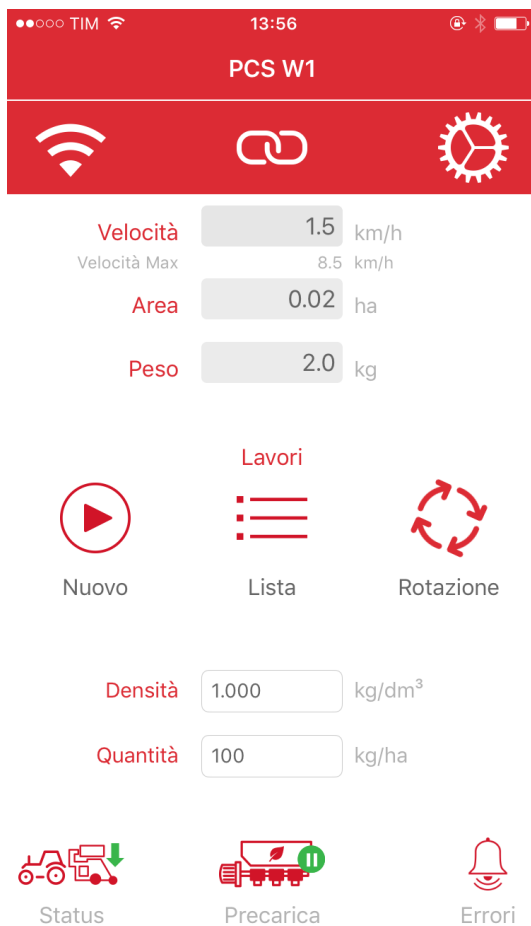 ●●○○○ TIM 13:56
PCS W1
Velocità 1.5 km/h
Velocità Max 8.5 km/h
Area 0.02 ha
Peso 2.0 kg
Lavori
Nuovo Lista Rotazione
Densità 1.000 kg/dm³
Quantità 100 kg/ha
Status Precarica Errori